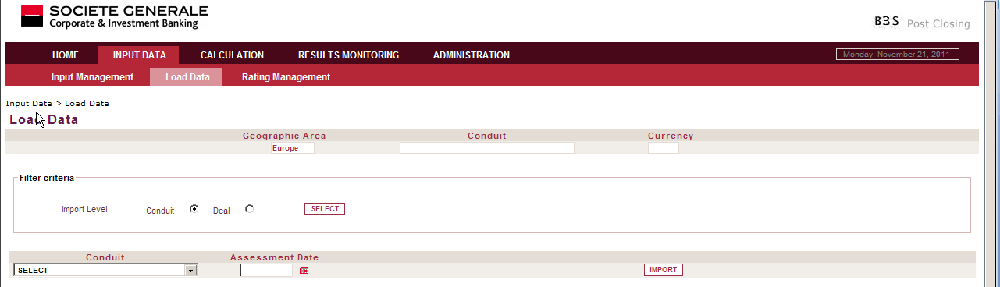 SOCIETE GENERALE
Corporate & Investment Banking
B3S Post Closing
HOME INPUT DATA CALCULATION RESULTS MONITORING ADMINISTRATION Monday, November 21, 2011
Input Management Load Data Rating Management
Input Data > Load Data
Load Data
Geographic Area Conduit Currency
Europe
Filter criteria
Import Level Conduit Deal SELECT
Conduit Assessment Date
SELECT IMPORT